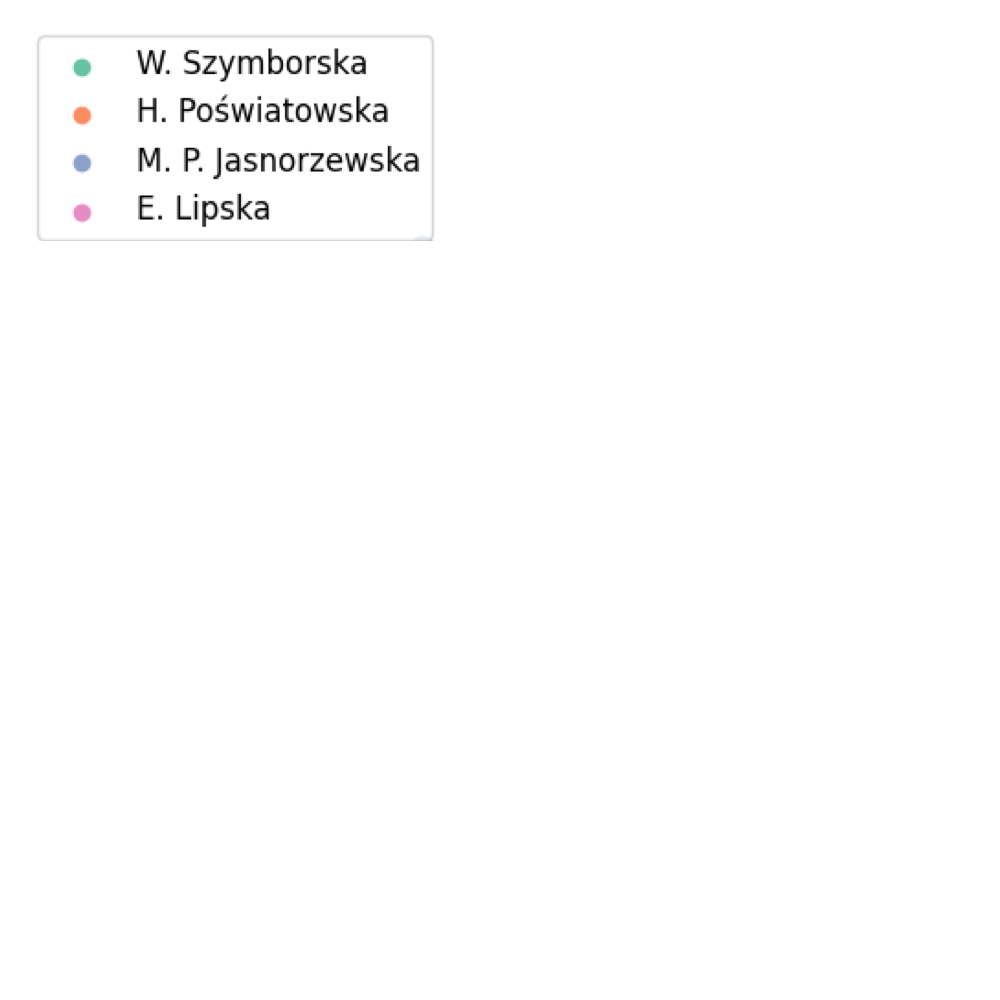 W. Szymborska
H. Poświatowska
M. P. Jasnorzewska
E. Lipska